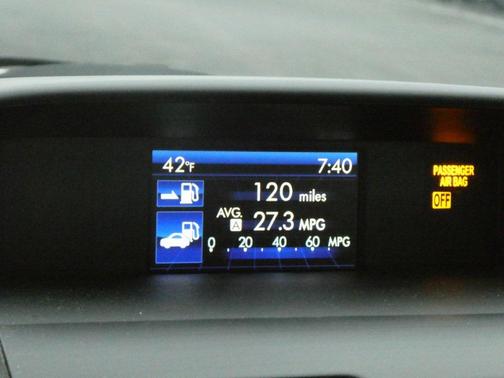 42°F 7:40
120 miles
AVG.
A 27.3 MPG
0 20 40 60 MPG
PASSENGER
AIR BAG
OFF